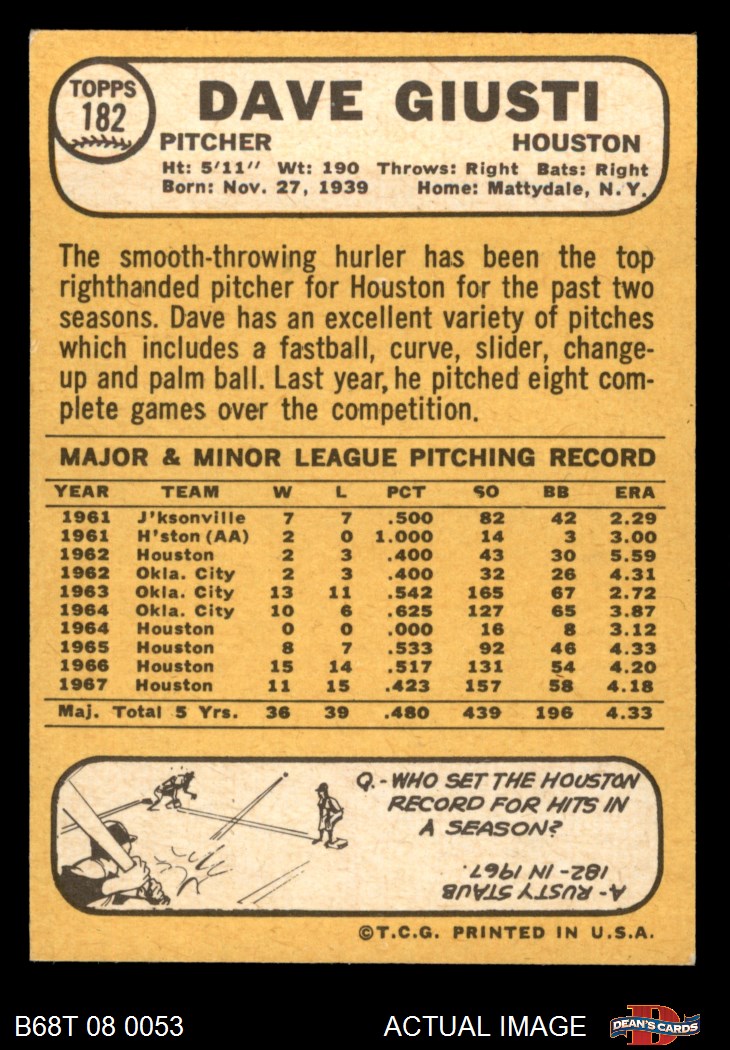 TOPPS
182
DAVE GIUSTI
PITCHER HOUSTON
Ht: 5'11" Wt: 190 Throws: Right Bats: Right
Born: Nov. 27, 1939 Home: Mattydale, N.Y.
The smooth-throwing hurler has been the top
righthanded pitcher for Houston for the past two
seasons. Dave has an excellent variety of pitches
which includes a fastball, curve, slider, change-
up and palm ball. Last year, he pitched eight com-
plete games over the competition.
MAJOR & MINOR LEAGUE PITCHING RECORD
YEAR TEAM W L PCT SO BB ERA
1961 J'ksonville 7 7 .500 82 42 2.29
1961 H'ston (AA) 2 0 1.000 14 3 3.00
1962 Houston 2 3 .400 43 30 5.59
1962 Okla. City 2 3 .400 32 26 4.31
1963 Okla. City 13 11 .542 165 67 2.72
1964 Okla. City 10 6 .625 127 65 3.87
1964 Houston 0 0 .000 16 8 3.12
1965 Houston 8 7 .533 92 46 4.33
1966 Houston 15 14 .517 131 54 4.20
1967 Houston 11 15 .423 157 58 4.18
Maj. Total 5 Yrs. 36 39 .480 439 196 4.33
Q.-WHO SET THE HOUSTON
RECORD FOR HITS IN
A SEASON?
A-RUSTY STAUB
182-IN 1967.
©T.C.G. PRINTED IN U.S.A.
B68T 08 0053 ACTUAL IMAGE DEAN'S CARDS